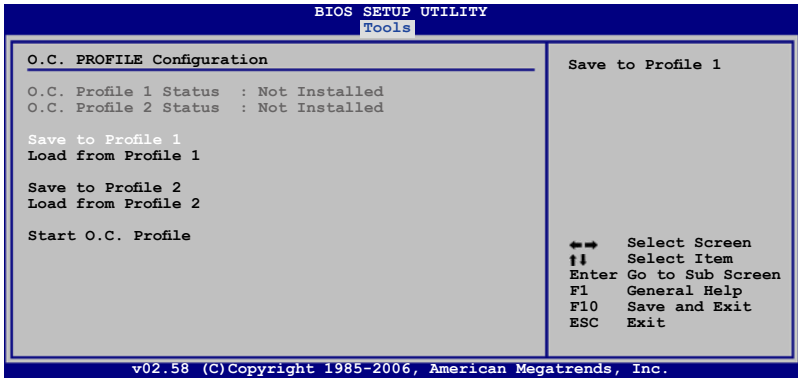 BIOS SETUP UTILITY
Tools
O.C. PROFILE Configuration
O.C. Profile 1 Status : Not Installed
O.C. Profile 2 Status : Not Installed
Save to Profile 1
Load from Profile 1
Save to Profile 2
Load from Profile 2
Start O.C. Profile
Save to Profile 1
←→ Select Screen
↑↓ Select Item
Enter Go to Sub Screen
F1 General Help
F10 Save and Exit
ESC Exit
v02.58 (C)Copyright 1985-2006, American Megatrends, Inc.